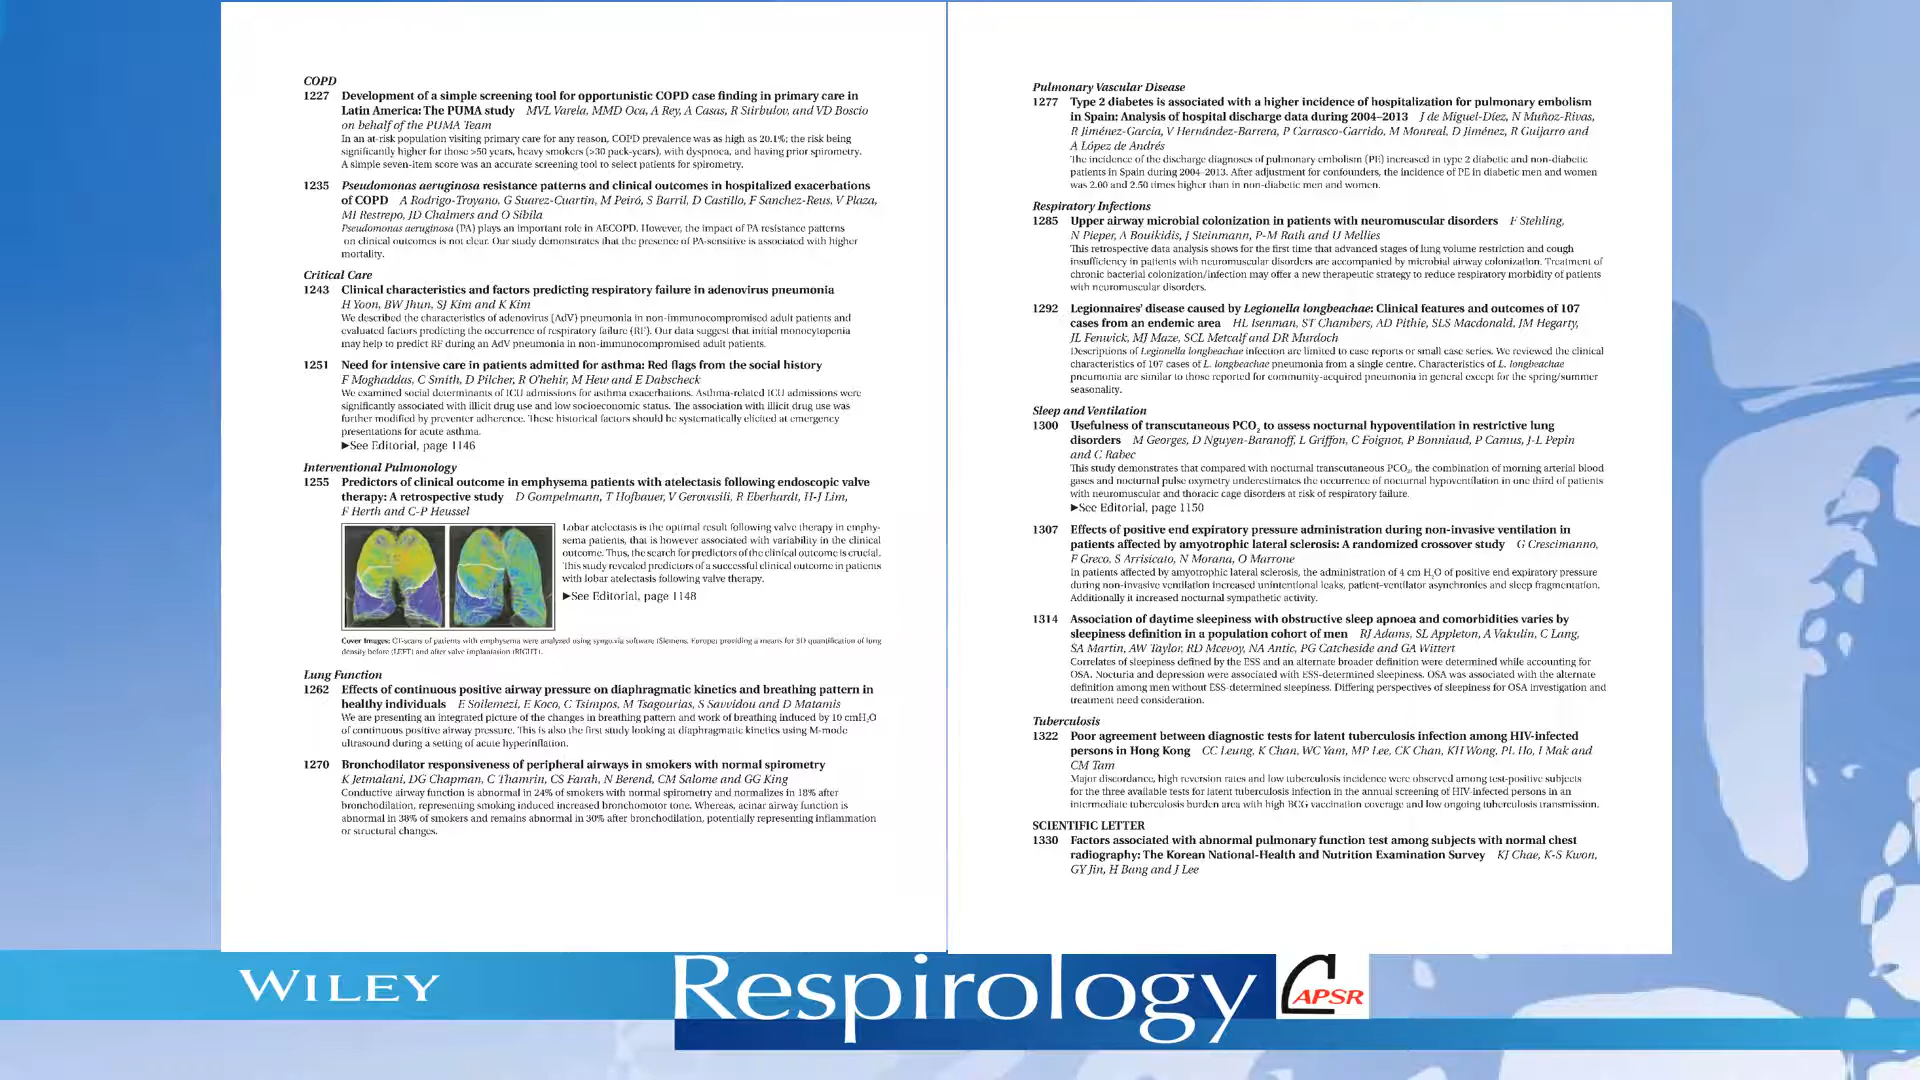 COPD
1227 Development of a simple screening tool for opportunistic COPD case finding in primary care in
Latin America: The PUMA study MVL Varela, MMD Oca, A Rey, A Casas, R Stirbulov, and VD Boscio
on behalf of the PUMA Team
In an at-risk population visiting primary care for any reason, COPD prevalence was as high as 20.1%; the risk being
significantly higher for those >50 years, heavy smokers (>30 pack-years), with dyspnoea, and having prior spirometry.
A simple seven-item score was an accurate screening tool to select patients for spirometry.
1235 Pseudomonas aeruginosa resistance patterns and clinical outcomes in hospitalized exacerbations
of COPD A Rodrigo-Troyano, G Suarez-Cuartin, M Peiró, S Barril, D Castillo, F Sanchez-Reus, V Plaza,
MI Restrepo, JD Chalmers and O Sibila
Pseudomonas aeruginosa (PA) plays an important role in AECOPD. However, the impact of PA resistance patterns
on clinical outcomes is not clear. Our study demonstrates that the presence of PA-sensitive is associated with higher
mortality.
Critical Care
1243 Clinical characteristics and factors predicting respiratory failure in adenovirus pneumonia
H Yoon, BW Jhun, SJ Kim and K Kim
We described the characteristics of adenovirus (AdV) pneumonia in non-immunocompromised adult patients and
evaluated factors predicting the occurrence of respiratory failure (RF). Our data suggest that initial monocytopenia
may help to predict RF during an AdV pneumonia in non-immunocompromised adult patients.
1251 Need for intensive care in patients admitted for asthma: Red flags from the social history
F Moghaddas, C Smith, D Pilcher, R O'hehir, M Hew and E Dabscheck
We examined social determinants of ICU admissions for asthma exacerbations. Asthma-related ICU admissions were
significantly associated with illicit drug use and low socioeconomic status. The association with illicit drug use was
further modified by preventer adherence. These historical factors should be systematically elicited at emergency
presentations for acute asthma.
►See Editorial, page 1146
Interventional Pulmonology
1255 Predictors of clinical outcome in emphysema patients with atelectasis following endoscopic valve
therapy: A retrospective study D Gompelmann, T Hofbauer, V Gerovasili, R Eberhardt, H-J Lim,
F Herth and C-P Heussel
Lobar atelectasis is the optimal result following valve therapy in emphy-
sema patients, that is however associated with variability in the clinical
outcome. Thus, the search for predictors of the clinical outcome is crucial.
This study revealed predictors of a successful clinical outcome in patients
with lobar atelectasis following valve therapy.
►See Editorial, page 1148
Cover Images: CT-scans of patients with emphysema were analyzed using syngo.via software (Siemens, Europe) providing a means for 3D quantification of lung
density before (LEFT) and after valve implantation (RIGHT).
Lung Function
1262 Effects of continuous positive airway pressure on diaphragmatic kinetics and breathing pattern in
healthy individuals E Soilemezi, E Koco, C Tsimpos, M Tsagourias, S Savvidou and D Matamis
We are presenting an integrated picture of the changes in breathing pattern and work of breathing induced by 10 cmH₂O
of continuous positive airway pressure. This is also the first study looking at diaphragmatic kinetics using M-mode
ultrasound during a setting of acute hyperinflation.
1270 Bronchodilator responsiveness of peripheral airways in smokers with normal spirometry
K Jetmalani, DG Chapman, C Thamrin, CS Farah, N Berend, CM Salome and GG King
Conductive airway function is abnormal in 24% of smokers with normal spirometry and normalizes in 18% after
bronchodilation, representing smoking induced increased bronchomotor tone. Whereas, acinar airway function is
abnormal in 38% of smokers and remains abnormal in 30% after bronchodilation, potentially representing inflammation
or structural changes.
Pulmonary Vascular Disease
1277 Type 2 diabetes is associated with a higher incidence of hospitalization for pulmonary embolism
in Spain: Analysis of hospital discharge data during 2004–2013 J de Miguel-Díez, N Muñoz-Rivas,
R Jiménez-García, V Hernández-Barrera, P Carrasco-Garrido, M Monreal, D Jiménez, R Guijarro and
A López de Andrés
The incidence of the discharge diagnoses of pulmonary embolism (PE) increased in type 2 diabetic and non-diabetic
patients in Spain during 2004–2013. After adjustment for confounders, the incidence of PE in diabetic men and women
was 2.00 and 2.50 times higher than in non-diabetic men and women.
Respiratory Infections
1285 Upper airway microbial colonization in patients with neuromuscular disorders F Stehling,
N Pieper, A Bouikidis, J Steinmann, P-M Rath and U Mellies
This retrospective data analysis shows for the first time that advanced stages of lung volume restriction and cough
insufficiency in patients with neuromuscular disorders are accompanied by microbial airway colonization. Treatment of
chronic bacterial colonization/infection may offer a new therapeutic strategy to reduce respiratory morbidity of patients
with neuromuscular disorders.
1292 Legionnaires' disease caused by Legionella longbeachae: Clinical features and outcomes of 107
cases from an endemic area HL Isenman, ST Chambers, AD Pithie, SLS Macdonald, JM Hegarty,
JL Fenwick, MJ Maze, SCL Metcalf and DR Murdoch
Descriptions of Legionella longbeachae infection are limited to case reports or small case series. We reviewed the clinical
characteristics of 107 cases of L. longbeachae pneumonia from a single centre. Characteristics of L. longbeachae
pneumonia are similar to those reported for community-acquired pneumonia in general except for the spring/summer
seasonality.
Sleep and Ventilation
1300 Usefulness of transcutaneous PCO₂ to assess nocturnal hypoventilation in restrictive lung
disorders M Georges, D Nguyen-Baranoff, L Griffon, C Foignot, P Bonniaud, P Camus, J-L Pepin
and C Rabec
This study demonstrates that compared with nocturnal transcutaneous PCO₂, the combination of morning arterial blood
gases and nocturnal pulse oxymetry underestimates the occurrence of nocturnal hypoventilation in one third of patients
with neuromuscular and thoracic cage disorders at risk of respiratory failure.
►See Editorial, page 1150
1307 Effects of positive end expiratory pressure administration during non-invasive ventilation in
patients affected by amyotrophic lateral sclerosis: A randomized crossover study G Crescimanno,
F Greco, S Arrisicato, N Morana, O Marrone
In patients affected by amyotrophic lateral sclerosis, the administration of 4 cm H₂O of positive end expiratory pressure
during non-invasive ventilation increased unintentional leaks, patient-ventilator asynchronies and sleep fragmentation.
Additionally it increased nocturnal sympathetic activity.
1314 Association of daytime sleepiness with obstructive sleep apnoea and comorbidities varies by
sleepiness definition in a population cohort of men RJ Adams, SL Appleton, A Vakulin, C Lang,
SA Martin, AW Taylor, RD Mcevoy, NA Antic, PG Catcheside and GA Wittert
Correlates of sleepiness defined by the ESS and an alternate broader definition were determined while accounting for
OSA. Nocturia and depression were associated with ESS-determined sleepiness. OSA was associated with the alternate
definition among men without ESS-determined sleepiness. Differing perspectives of sleepiness for OSA investigation and
treatment need consideration.
Tuberculosis
1322 Poor agreement between diagnostic tests for latent tuberculosis infection among HIV-infected
persons in Hong Kong CC Leung, K Chan, WC Yam, MP Lee, CK Chan, KH Wong, PL Ho, I Mak and
CM Tam
Major discordance, high reversion rates and low tuberculosis incidence were observed among test-positive subjects
for the three available tests for latent tuberculosis infection in the annual screening of HIV-infected persons in an
intermediate tuberculosis burden area with high BCG vaccination coverage and low ongoing tuberculosis transmission.
SCIENTIFIC LETTER
1330 Factors associated with abnormal pulmonary function test among subjects with normal chest
radiography: The Korean National-Health and Nutrition Examination Survey KJ Chae, K-S Kwon,
GY Jin, H Bang and J Lee
WILEY
Respirology
APSR